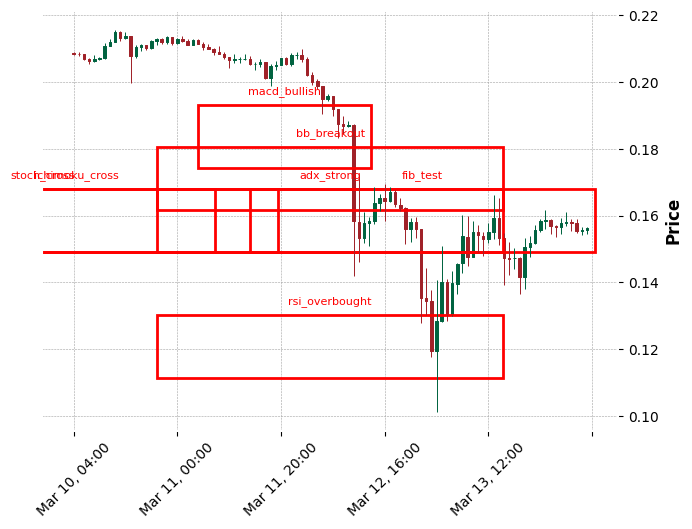 0.22
0.20
macd_bullish
bb_breakout
0.18
ichimoku_cross
adx_strong
fib_test
0.16
Price
0.14
rsi_overbought
0.12
0.10
Mar 10, 04:00
Mar 11, 00:00
Mar 11, 20:00
Mar 12, 16:00
Mar 13, 12:00